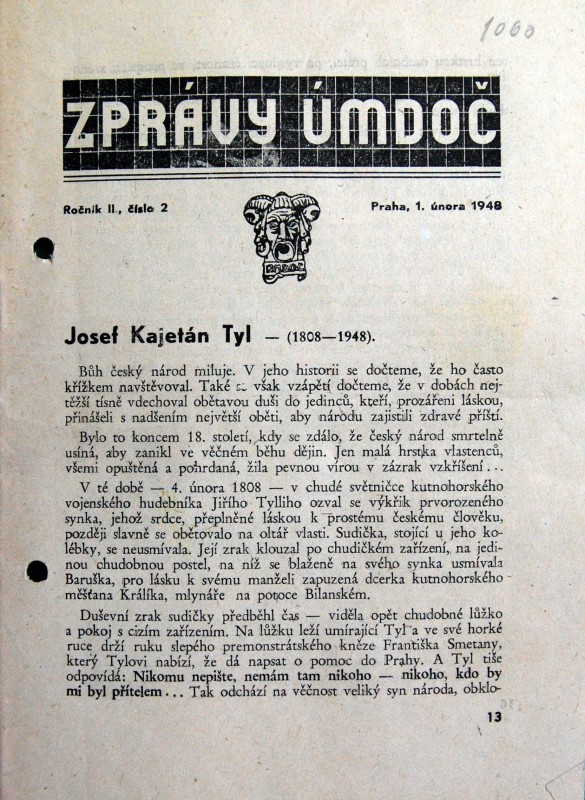 1060
ZPRÁVY ÚMDOČ
Ročník II., číslo 2
Praha, 1. února 1948
ÚMDOČ
Josef Kajetán Tyl — (1808—1948).
Bůh český národ miluje. V jeho historii se dočteme, že ho často
křížkem navštěvoval. Také s však vzápětí dočteme, že v dobách nej-
těžší tísně vdechoval obětavou duši do jedinců, kteří, prozářeni láskou,
přinášeli s nadšením největší oběti, aby národu zajistili zdravé příští.
Bylo to koncem 18. století, kdy se zdálo, že český národ smrtelně
usíná, aby zanikl ve věčném běhu dějin. Jen malá hrstka vlastenců,
všemi opuštěná a pohrdaná, žila pevnou vírou v zázrak vzkříšení...
V té době — 4. února 1808 — v chudé světničce kutnohorského
vojenského hudebníka Jiřího Tylliho ozval se výkřik prvorozeného
synka, jehož srdce, přeplněné láskou k prostému českému člověku,
později slavně se obětovalo na oltář vlasti. Sudička, stojící u jeho ko-
lébky, se neusmívala. Její zrak klouzal po chudičkém zařízení, na jedi-
nou chudobnou postel, na níž se blaženě na svého synka usmívala
Baruška, pro lásku k svému manželi zapuzená dcerka kutnohorského
měšťana Králíka, mlynáře na potoce Bilanském.
Duševní zrak sudičky předběhl čas — viděla opět chudobné lůžko
a pokoj s cizím zařízením. Na lůžku leží umírající Tyl a ve své horké
ruce drží ruku slepého premonstrátského kněze Františka Smetany,
který Tylovi nabízí, že dá napsat o pomoc do Prahy. A Tyl tiše
odpovídá: Nikomu nepište, nemám tam nikoho — nikoho, kdo by
mi byl přítelem... Tak odchází na věčnost veliký syn národa, obklo-
13